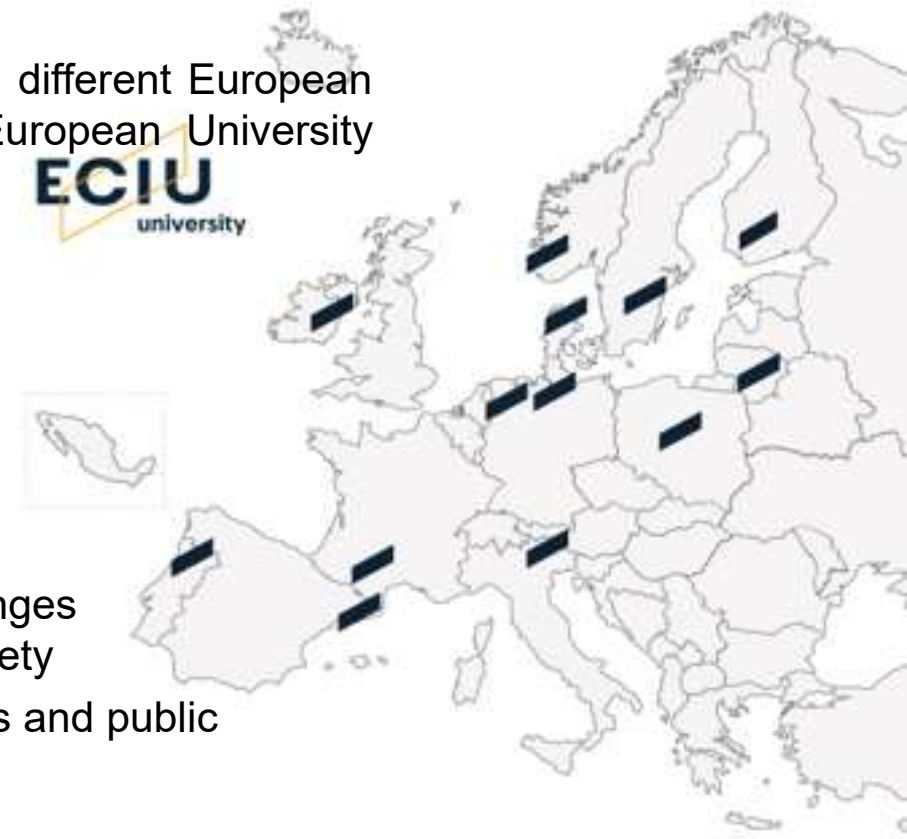 different European
European University
ECIU
university
nges
ety
s and public